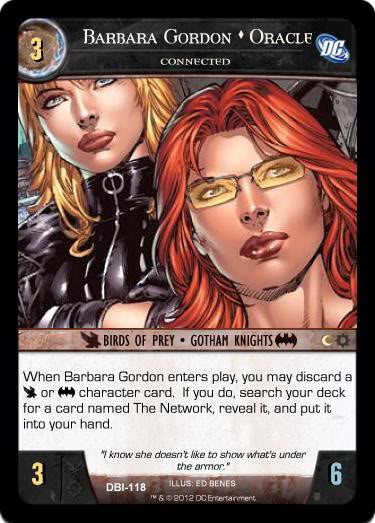 3
BARBARA GORDON ♦ ORACLE
DC
CONNECTED
BIRDS OF PREY • GOTHAM KNIGHTS
When Barbara Gordon enters play, you may discard a
or character card. If you do, search your deck
for a card named The Network, reveal it, and put it
into your hand.
"I know she doesn't like to show what's under
the armor."
3
DBI-118
ILLUS: ED BENES
6
™ & © 2012 DC Entertainment.